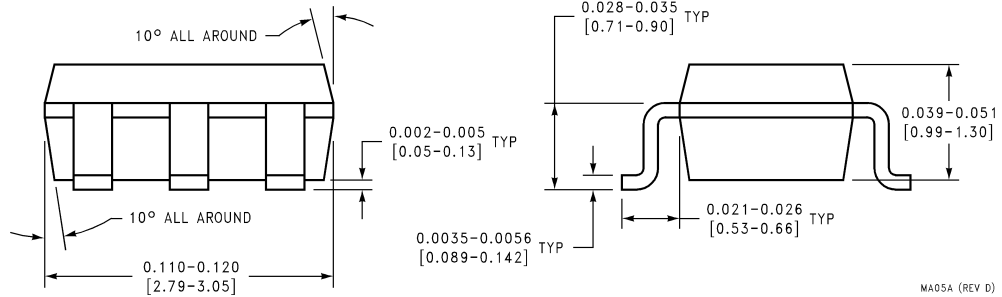 10° ALL AROUND
0.002-0.005
[0.05-0.13] TYP
10° ALL AROUND
0.110-0.120
[2.79-3.05]
0.028-0.035
[0.71-0.90] TYP
0.039-0.051
[0.99-1.30]
0.021-0.026
[0.53-0.66] TYP
0.0035-0.0056
[0.089-0.142] TYP
MA05A (REV D)